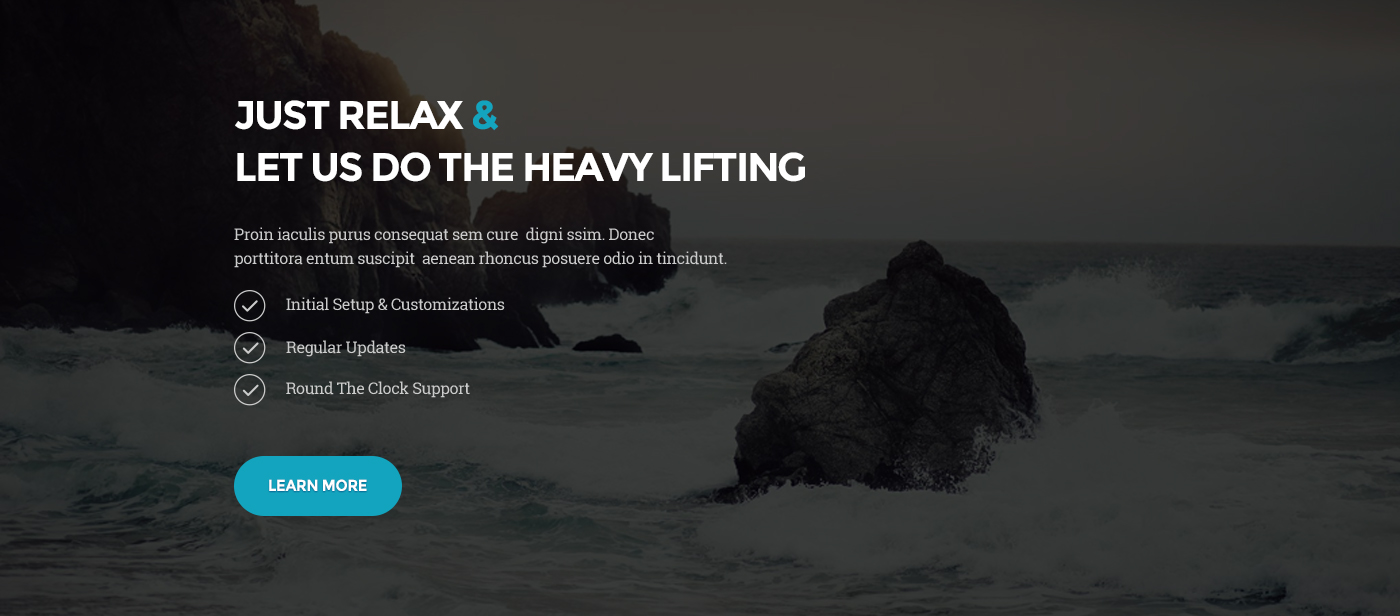 JUST RELAX &
LET US DO THE HEAVY LIFTING
Proin iaculis purus consequat sem cure  digni ssim. Donec
porttitora entum suscipit  aenean rhoncus posuere odio in tincidunt.
Initial Setup & Customizations
Regular Updates
Round The Clock Support
LEARN MORE